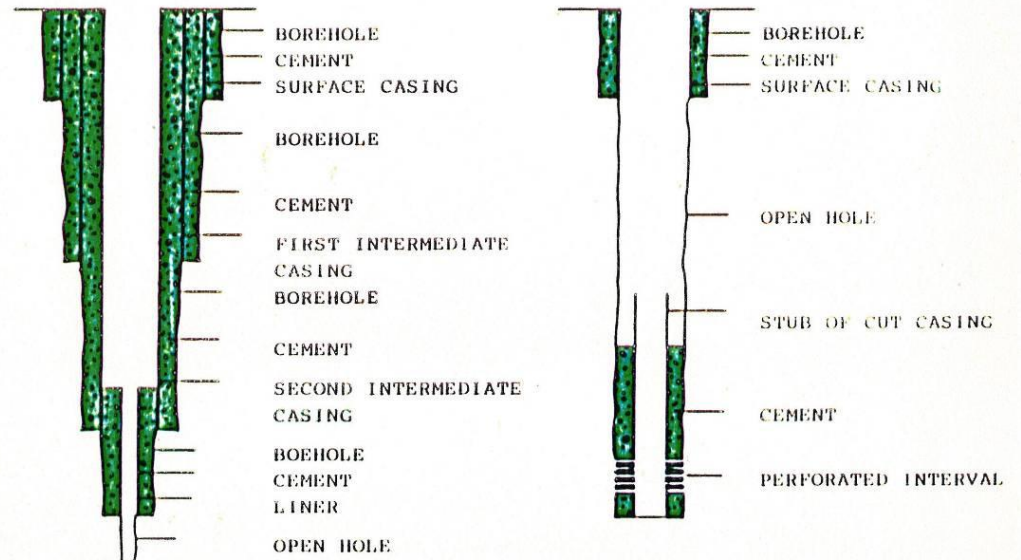 BOREHOLE
CEMENT
SURFACE CASING
BOREHOLE
CEMENT
FIRST INTERMEDIATE
CASING
BOREHOLE
CEMENT
SECOND INTERMEDIATE
CASING
BOEHOLE
CEMENT
LINER
OPEN HOLE
BOREHOLE
CEMENT
SURFACE CASING
OPEN HOLE
STUB OF CUT CASING
CEMENT
PERFORATED INTERVAL